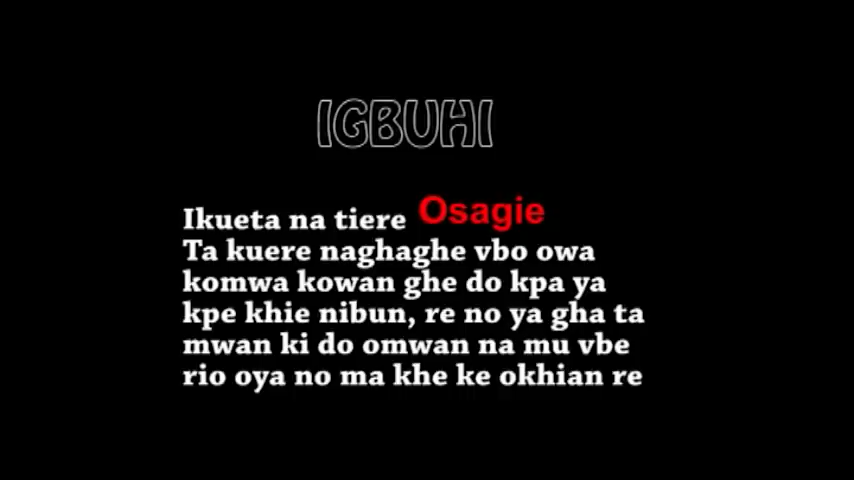 IGBUHI
Ikueta na tiere Osagie
Ta kuere naghaghe vbo owa
komwa kowan ghe do kpa ya
kpe khie nibun, re no ya gha ta
mwan ki do omwan na mu vbe
rio oya no ma khe ke okhian re